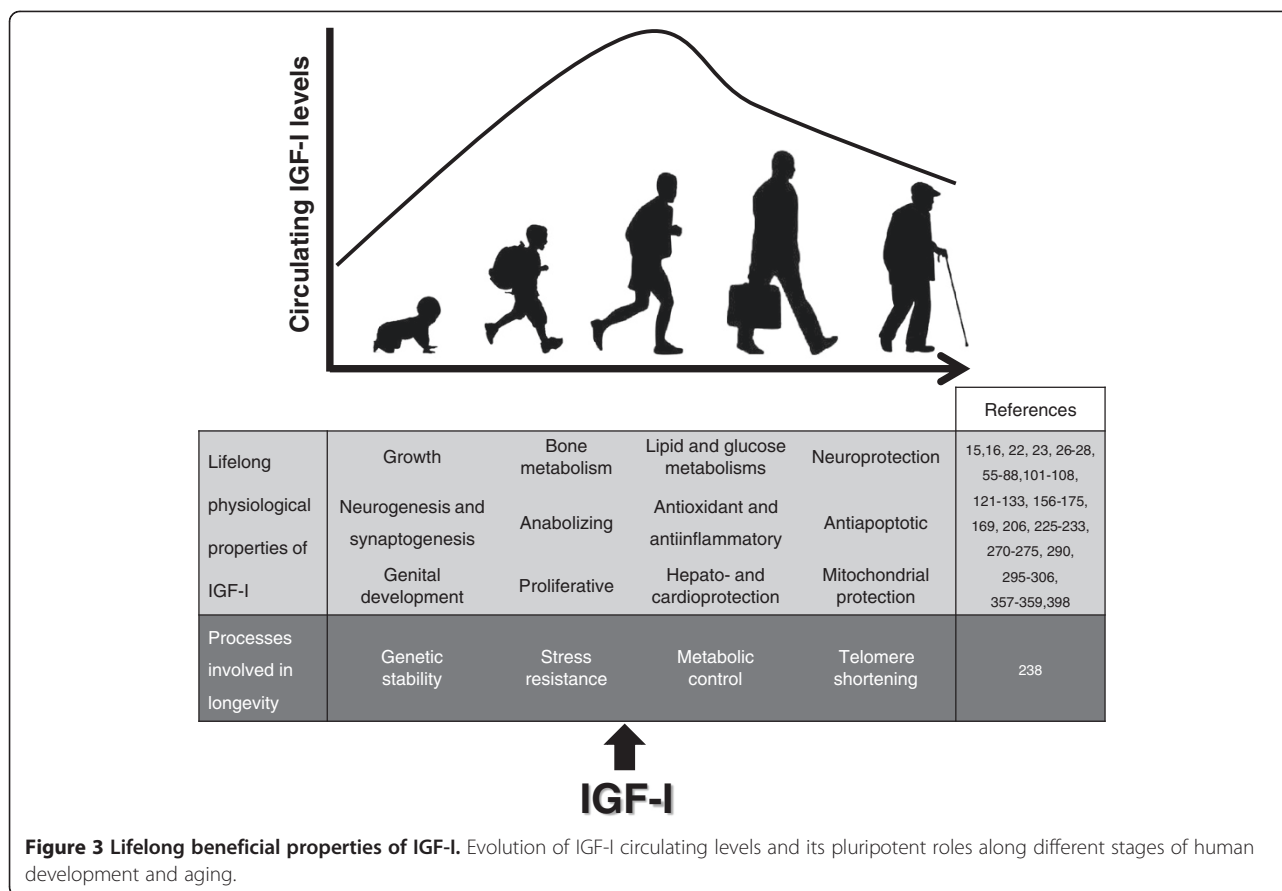 Circulating IGF-I levels
References
Lifelong
physiological
properties of
IGF-I
Growth
Bone
metabolism
Lipid and glucose
metabolisms
Neuroprotection
Neurogenesis and
synaptogenesis
Anabolizing
Antioxidant and
antiinflammatory
Antiapoptotic
Genital
development
Proliferative
Hepato- and
cardioprotection
Mitochondrial
protection
15,16, 22, 23, 26-28,
55-88,101-108,
121-133, 156-175,
169, 206, 225-233,
270-275, 290,
295-306,
357-359,398
Processes
involved in
longevity
Genetic
stability
Stress
resistance
Metabolic
control
Telomere
shortening
238
IGF-I
Figure 3 Lifelong beneficial properties of IGF-I. Evolution of IGF-I circulating levels and its pluripotent roles along different stages of human
development and aging.